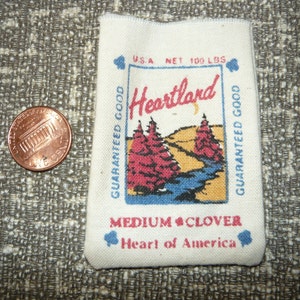 U.S.A. NET 100 LBS
Heartland
GUARANTEED GOOD
GUARANTEED GOOD
MEDIUM CLOVER
Heart of America